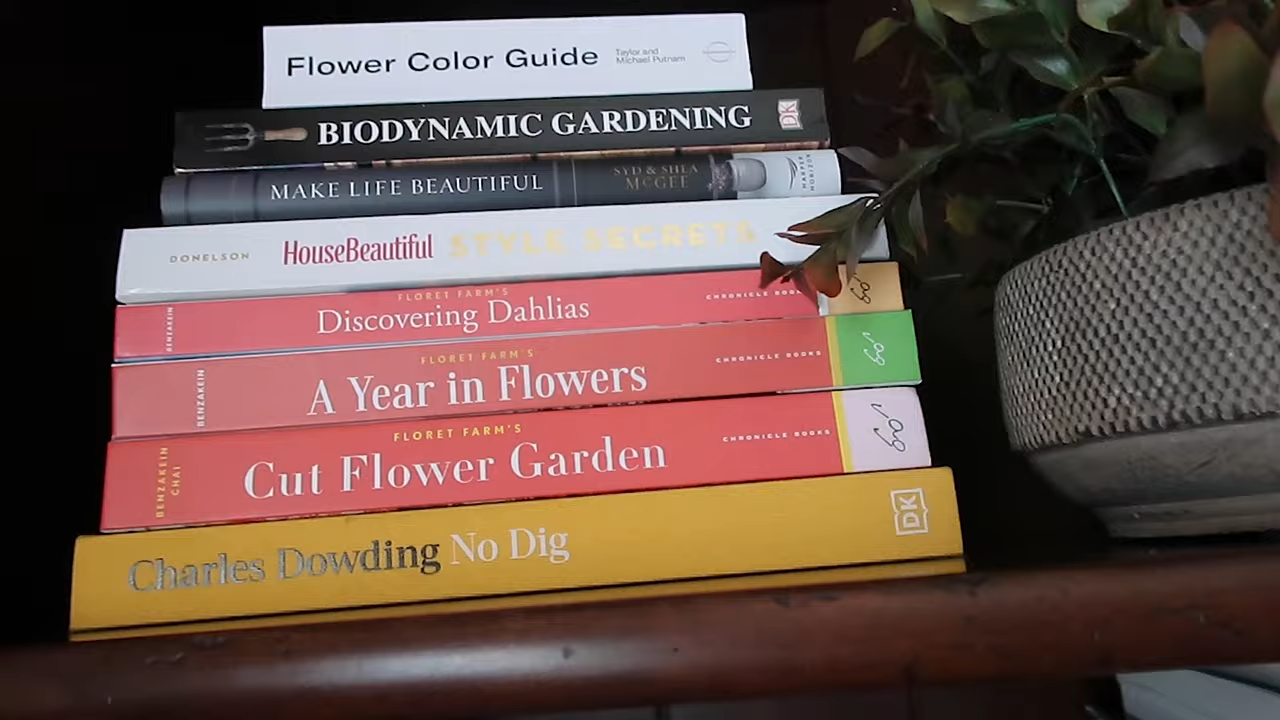 Flower Color Guide Taylor and
Michael Putnam
BIODYNAMIC GARDENING DK
MAKE LIFE BEAUTIFUL SYD & SHEA
McGEE HARPER
HORIZON
DONELSON HouseBeautiful STYLE SECRETS
FLORET FARM'S
BENZAKEIN Discovering Dahlias CHRONICLE BOOKS
FLORET FARM'S
BENZAKEIN A Year in Flowers CHRONICLE BOOKS
FLORET FARM'S
BENZAKEIN
CHAI Cut Flower Garden CHRONICLE BOOKS
Charles Dowding No Dig DK